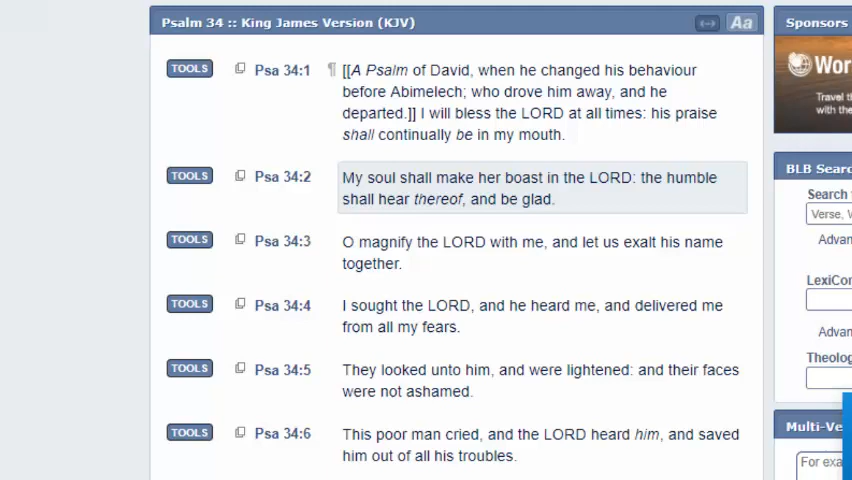 Psalm 34 :: King James Version (KJV)
Aa
TOOLS Psa 34:1 ¶ [[A Psalm of David, when he changed his behaviour
before Abimelech; who drove him away, and he
departed.]] I will bless the LORD at all times: his praise
shall continually be in my mouth.
TOOLS Psa 34:2 My soul shall make her boast in the LORD: the humble
shall hear thereof, and be glad.
TOOLS Psa 34:3 O magnify the LORD with me, and let us exalt his name
together.
TOOLS Psa 34:4 I sought the LORD, and he heard me, and delivered me
from all my fears.
TOOLS Psa 34:5 They looked unto him, and were lightened: and their faces
were not ashamed.
TOOLS Psa 34:6 This poor man cried, and the LORD heard him, and saved
him out of all his troubles.
Sponsors
Wor
Travel t
with the
BLB Sear
Search
Verse, W
Advan
LexiCon
Advan
Theolog
Multi-Ve
For exa